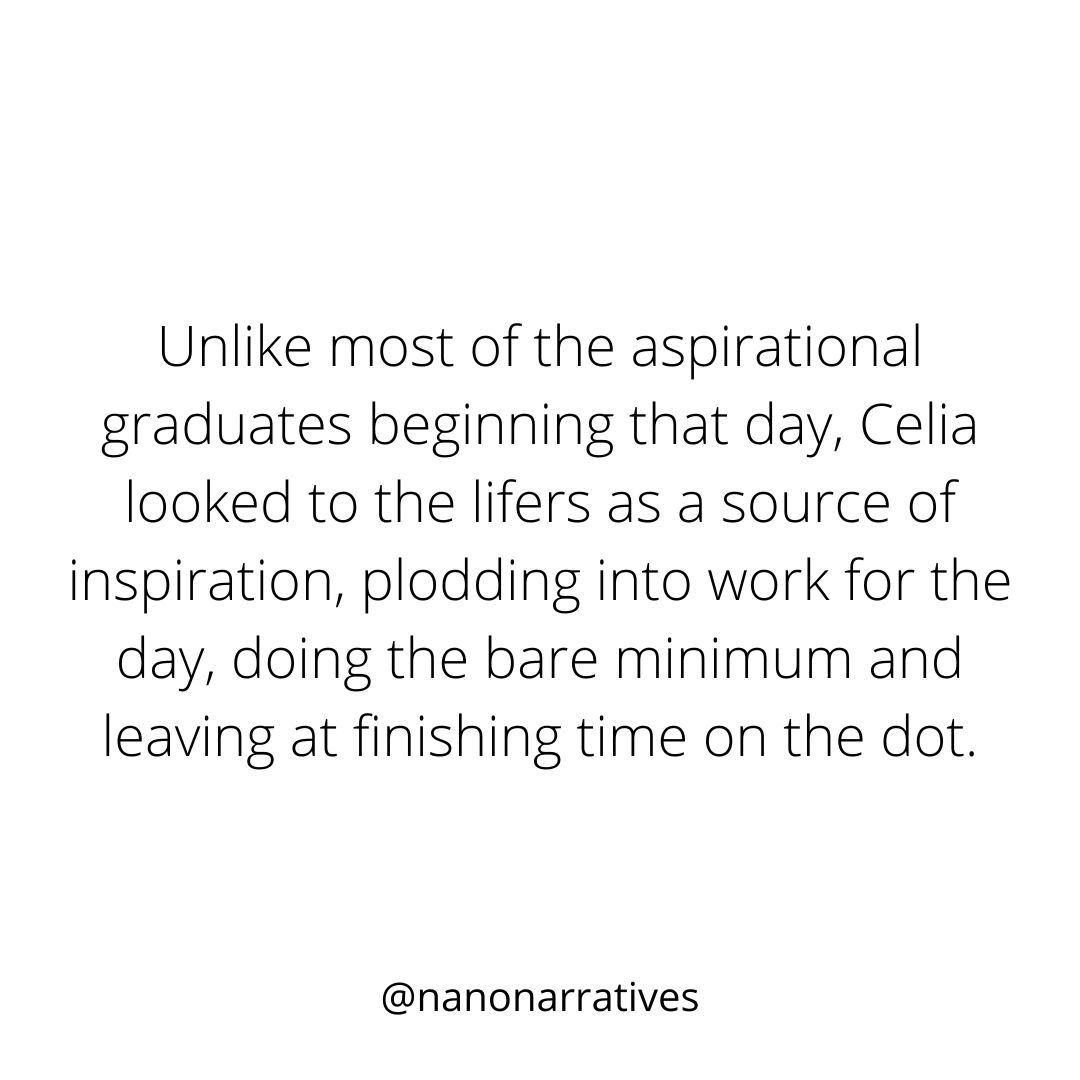 Unlike most of the aspirational
graduates beginning that day, Celia
looked to the lifers as a source of
inspiration, plodding into work for the
day, doing the bare minimum and
leaving at finishing time on the dot.
@nanonarratives